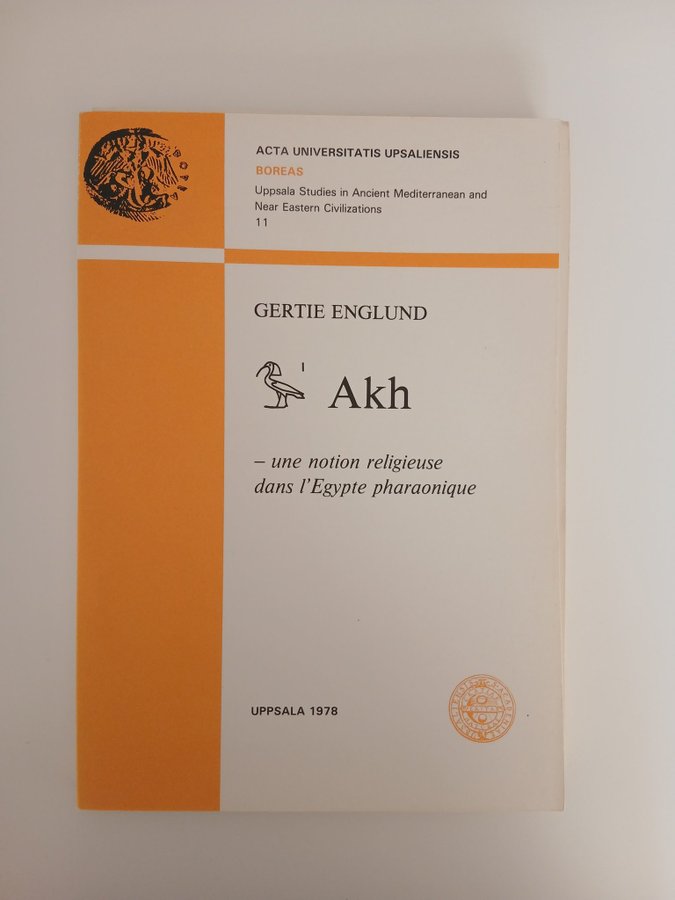 ACTA UNIVERSITATIS UPSALIENSIS
BOREAS
Uppsala Studies in Ancient Mediterranean and
Near Eastern Civilizations
11
GERTIE ENGLUND
Akh
– une notion religieuse
dans l'Egypte pharaonique
UPPSALA 1978